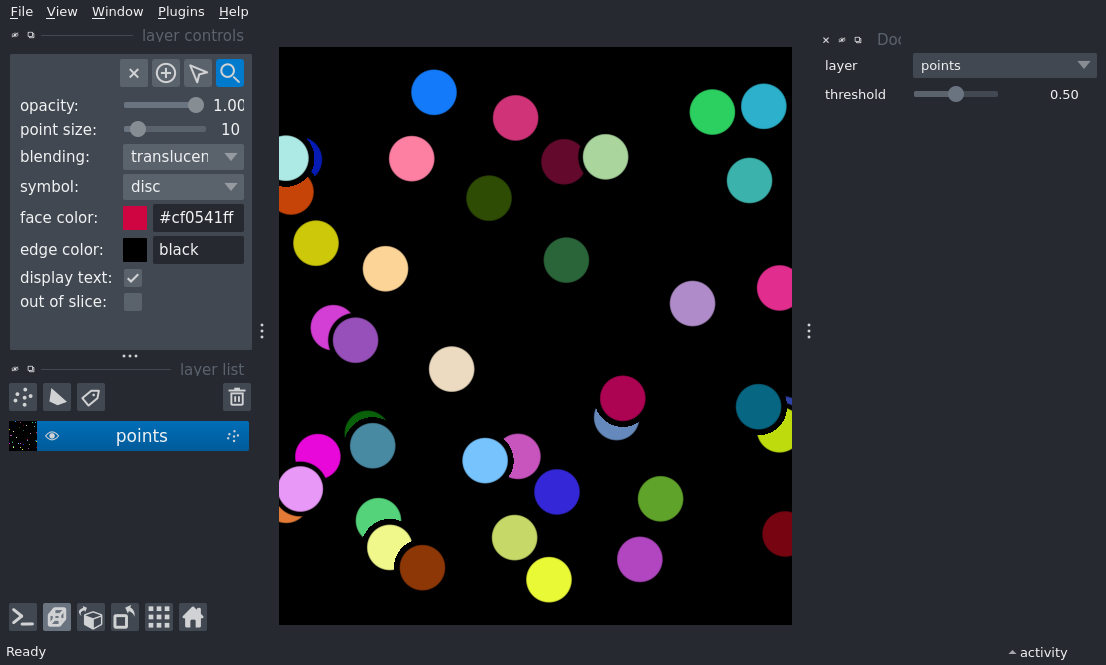 File View Window Plugins Help
layer controls
opacity: 1.00
point size: 10
blending: translucen
symbol: disc
face color: #cf0541ff
edge color: black
display text:
out of slice:
layer list
points
Ready
Doc
layer points
threshold 0.50
activity